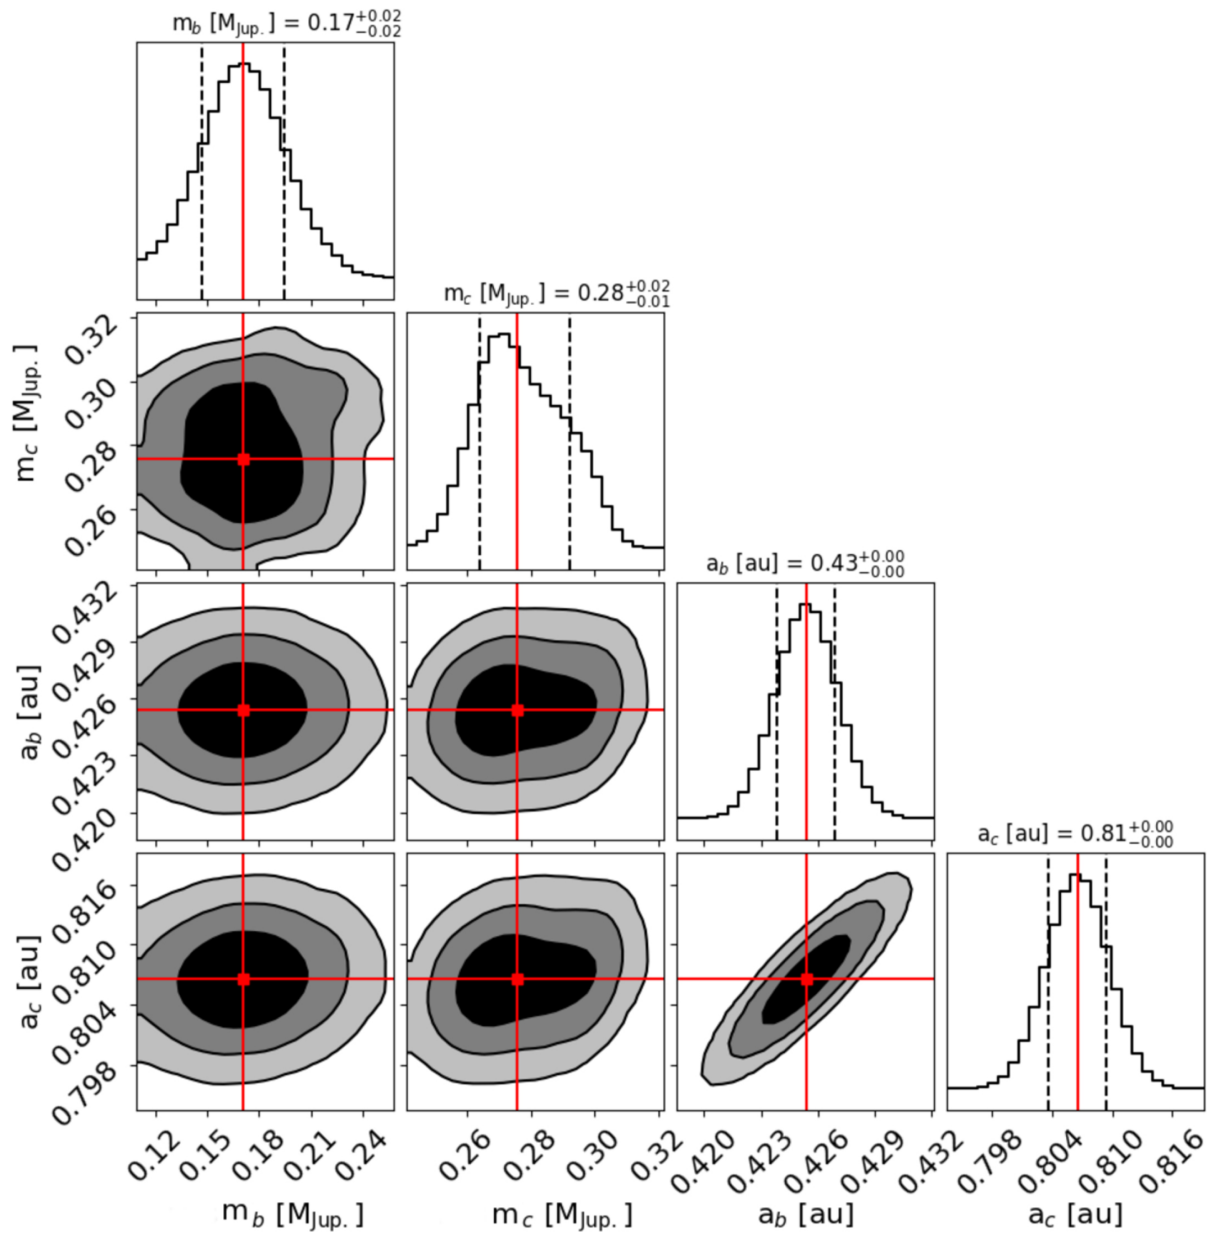 m_b [M_Jup.] = 0.17^{+0.02}_{−0.02}
m_c [M_Jup.] = 0.28^{+0.02}_{−0.01}
0.32
0.30
0.28
0.26
m_c [M_Jup.]
a_b [au] = 0.43^{+0.00}_{−0.00}
0.432
0.429
0.426
0.423
0.420
a_b [au]
a_c [au] = 0.81^{+0.00}_{−0.00}
0.816
0.810
0.804
0.798
a_c [au]
0.12 0.15 0.18 0.21 0.24 0.26 0.28 0.30 0.32 0.420 0.423 0.426 0.429 0.432 0.798 0.804 0.810 0.816
m_b [M_Jup.] m_c [M_Jup.] a_b [au] a_c [au]